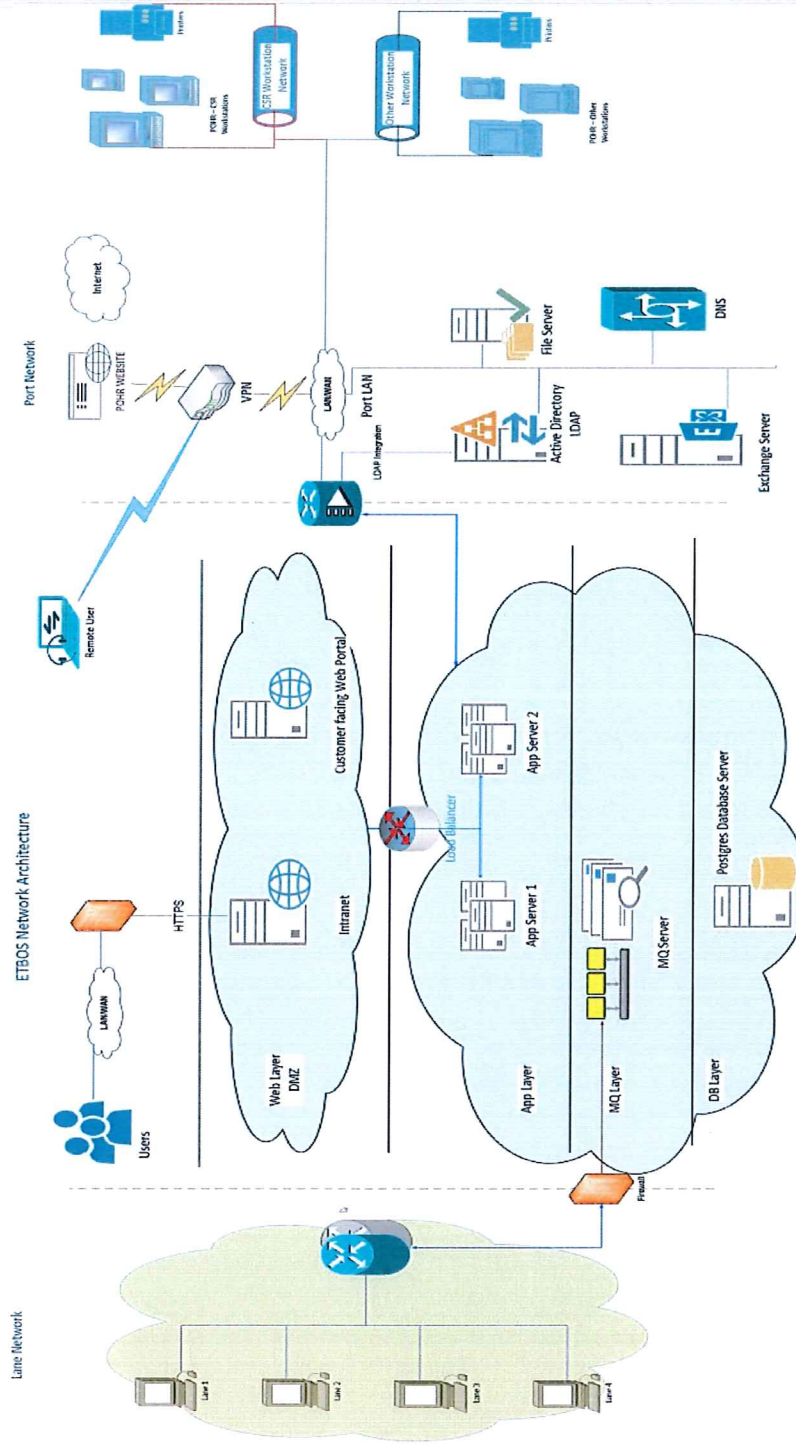 Lane Network
Lane 1
Lane 2
Lane 3
Lane 4
ETBOS Network Architecture
Users
LAN/WAN
HTTPS
Remote User
Web Layer
DMZ
Intranet
Customer facing Web Portal
Load Balancer
App Layer
App Server 1
App Server 2
MQ Layer
MQ Server
Firewall
DB Layer
Postgres Database Server
Port Network
POHR WEBSITE
Internet
VPN
LAN/WAN
Port LAN
LDAP Integration
Active Directory
LDAP
File Server
Exchange Server
DNS
POHR - CSR
Workstations
Printers
CSR Workstation
Network
Other Workstation
Network
POHR - Other
Workstations
Printers